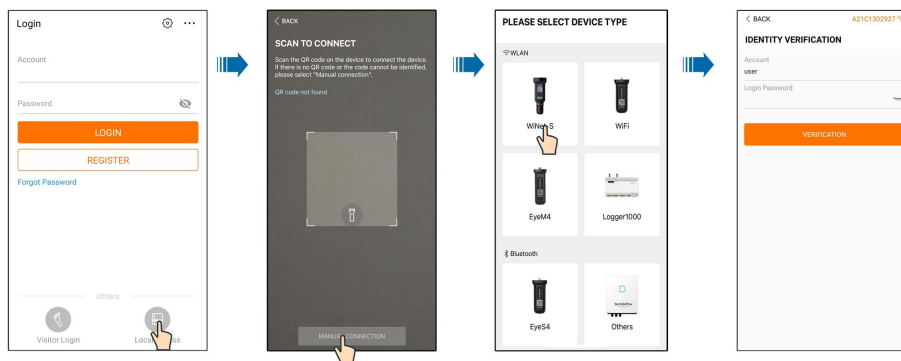 Login
Account
Password
LOGIN
REGISTER
Forgot Password
Others
Visitor Login
BACK
SCAN TO CONNECT
Scan the QR code on the device to connect the device.
If there is no QR code or the code cannot be identified,
please select "Manual connection".
QR code not found
CONNECTION
PLEASE SELECT DEVICE TYPE
WLAN
WiFi
EyeM4
Logger1000
Bluetooth
EyeS4
Others
BACK
A21C1302927
IDENTITY VERIFICATION
Account
user
Login Password
VERIFICATION